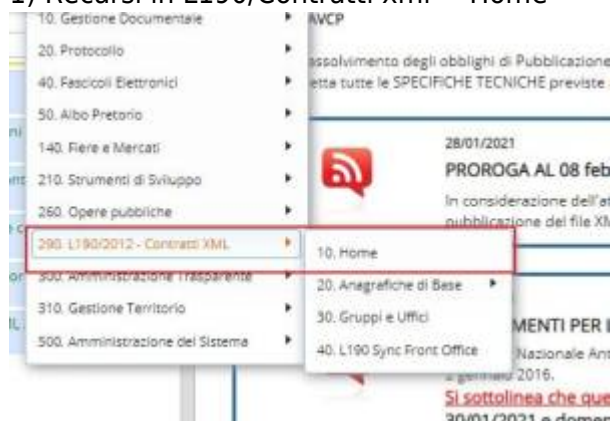 1) Recarsi in L190/Contratti xml - Home
10. Gestione Documentale
20. Protocollo
40. Fascicoli Elettronici
50. Albo Pretorio
140. Fiere e Mercati
210. Strumenti di Sviluppo
260. Opere pubbliche
290. L190/2012 - Contratti XML
300. Amministrazione Trasparente
310. Gestione Territorio
500. Amministrazione del Sistema
10. Home
20. Anagrafiche di Base
30. Gruppi e Uffici
40. L190 Sync Front Office
AVCP
assolvimento degli obblighi di Pubblicazione
etta tutte le SPECIFICHE TECNICHE previste
28/01/2021
PROROGA AL 08 feb
In considerazione dell'at
pubblicazione del file XM
MENTI PER L
Nazionale Ant
2 gennaio 2016.
Si sottolinea che que
30/01/2021 e domen